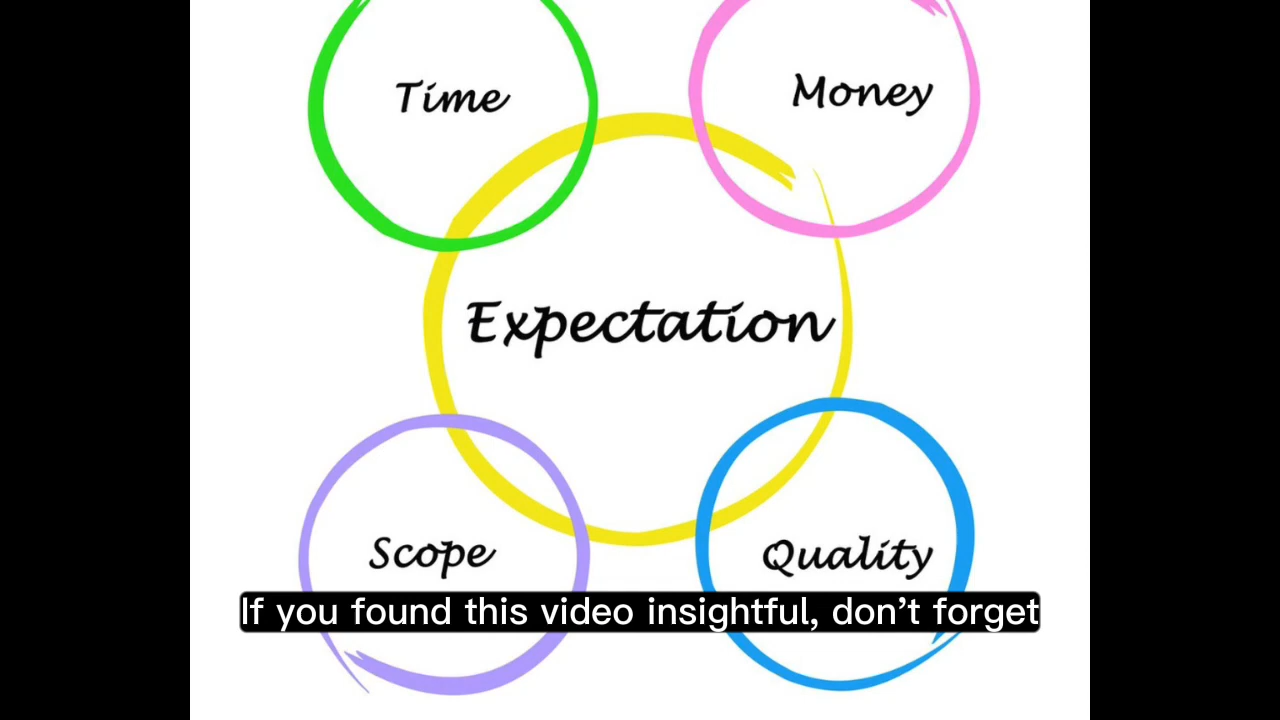 Time
Money
Expectation
Scope
Quality
If you found this video insightful, don’t forget